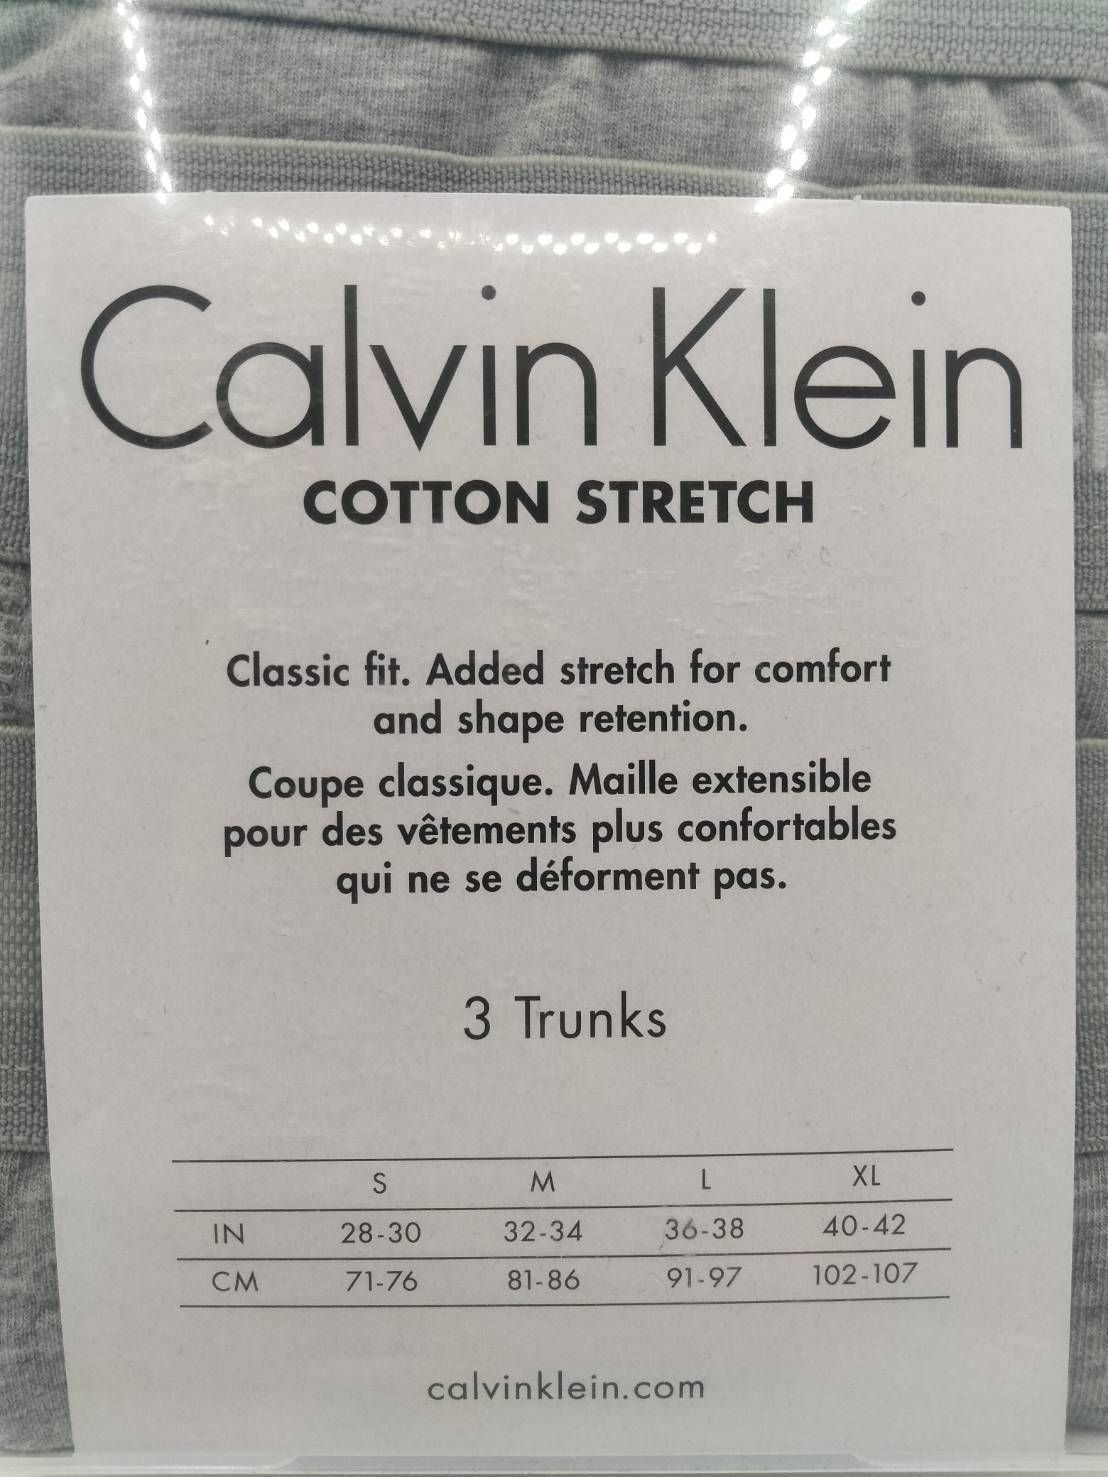 Calvin Klein
COTTON STRETCH
Classic fit. Added stretch for comfort
and shape retention.
Coupe classique. Maille extensible
pour des vêtements plus confortables
qui ne se déforment pas.
3 Trunks
S M L XL
IN 28-30 32-34 36-38 40-42
CM 71-76 81-86 91-97 102-107
calvinklein.com